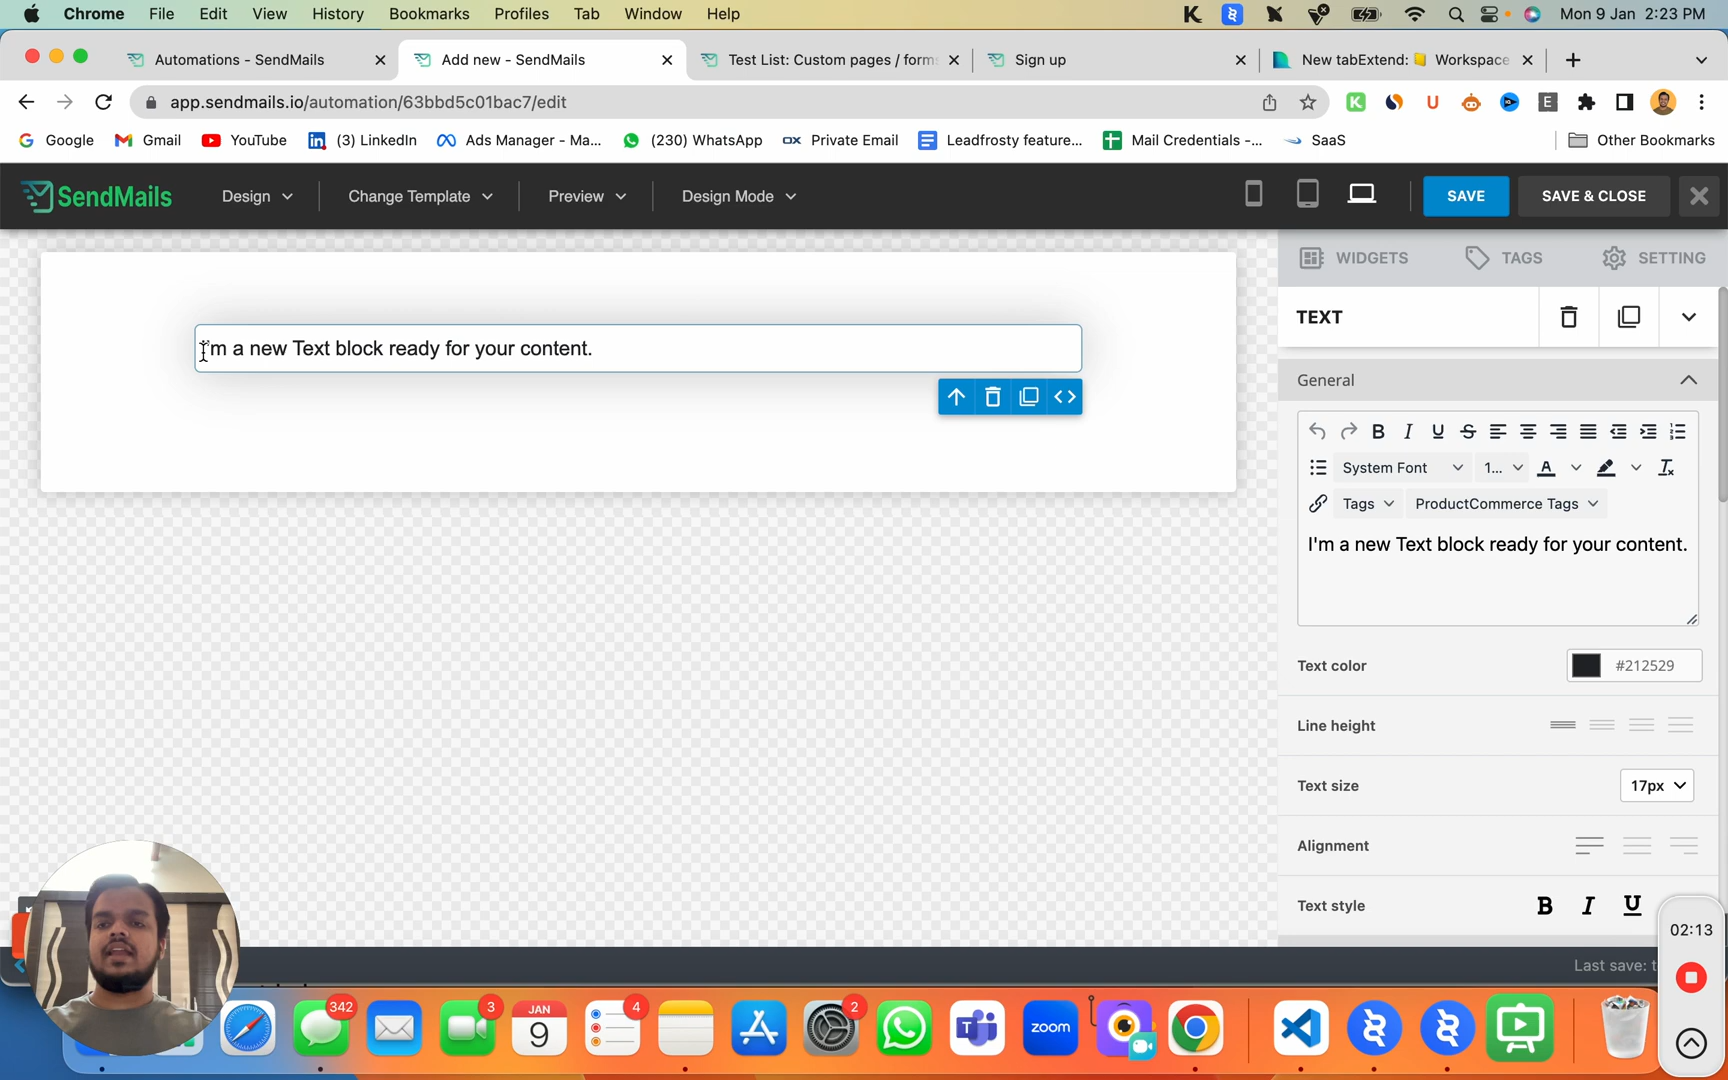 Chrome File Edit View History Bookmarks Profiles Tab Window Help Mon 9 Jan 2:23 PM
Automations - SendMails
Add new - SendMails
Test List: Custom pages / form
Sign up
New tabExtend: Workspace
app.sendmails.io/automation/63bbd5c01bac7/edit
Google Gmail YouTube (3) LinkedIn Ads Manager - Ma... (230) WhatsApp Private Email Leadfrosty feature... Mail Credentials -... SaaS Other Bookmarks
SendMails Design Change Template Preview Design Mode SAVE SAVE & CLOSE
WIDGETS TAGS SETTING
TEXT
General
System Font 1...
Tags ProductCommerce Tags
I'm a new Text block ready for your content.
I'm a new Text block ready for your content.
Text color #212529
Line height
Text size 17px
Alignment
Text style B I U
02:13
Last save:
342 3 JAN 9 4 2 zoom